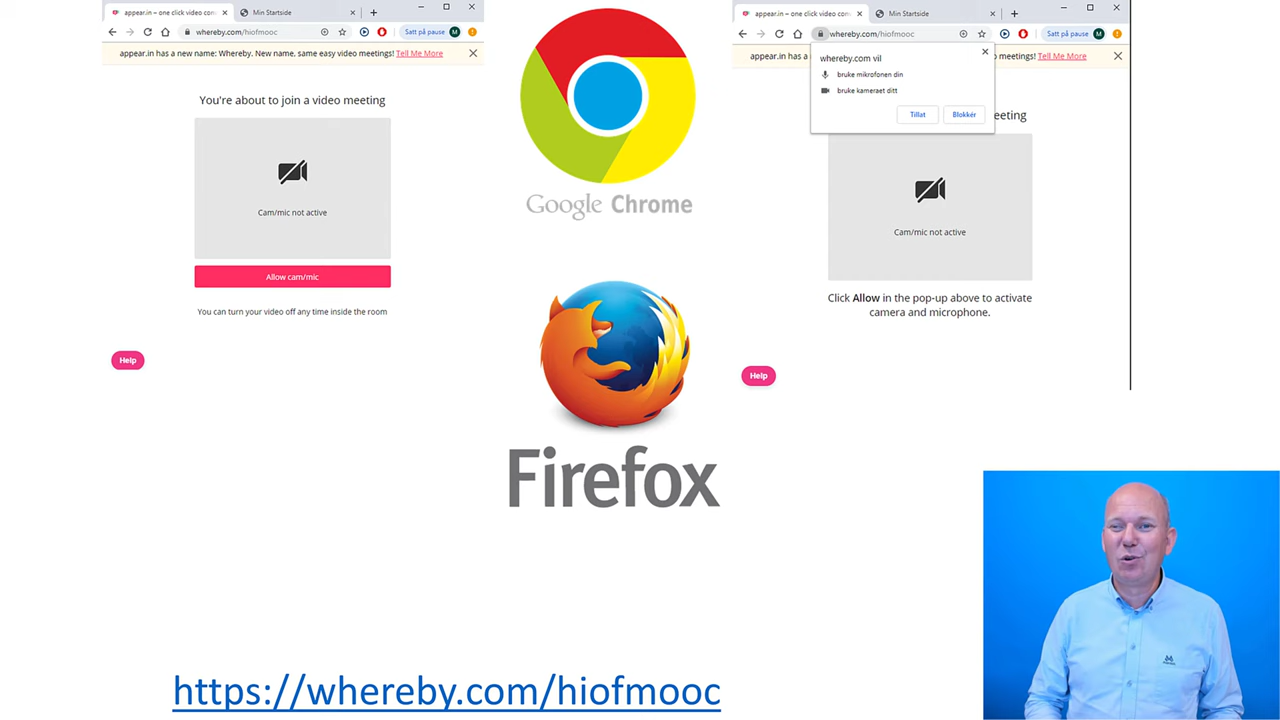 appear.in – one click video con
Min Startside
whereby.com/hiofmooc
Satt på pause
M
appear.in has a new name: Whereby. New name, same easy video meetings! Tell Me More
You're about to join a video meeting
Cam/mic not active
Allow cam/mic
You can turn your video off any time inside the room
Help
Google Chrome
Firefox
appear.in – one click video con
Min Startside
whereby.com/hiofmooc
Satt på pause
M
appear.in has a
o meetings! Tell Me More
whereby.com vil
bruke mikrofonen din
bruke kameraet ditt
Tillat
Blokkér
eeting
Cam/mic not active
Click Allow in the pop-up above to activate
camera and microphone.
Help
https://whereby.com/hiofmooc